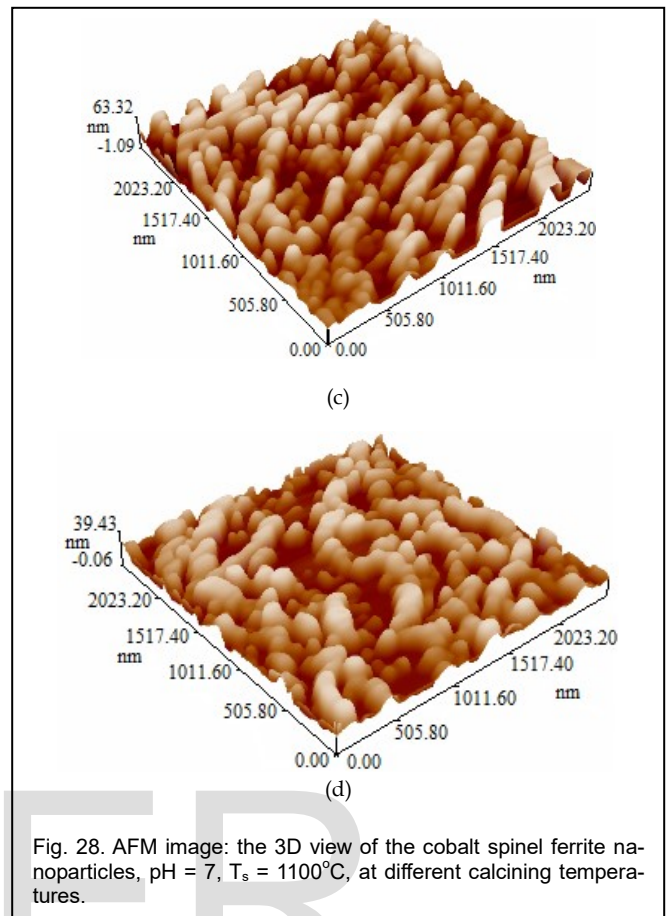 63.32
nm
-1.09
2023.20
1517.40
nm
1011.60
505.80
0.00 0.00
505.80
1011.60
1517.40
nm
2023.20
(c)
39.43
nm
-0.06
2023.20
1517.40
nm
1011.60
505.80
0.00 0.00
505.80
1011.60
1517.40
nm
2023.20
(d)
Fig. 28. AFM image: the 3D view of the cobalt spinel ferrite na-
noparticles, pH = 7, Tₛ = 1100°C, at different calcining tempera-
tures.